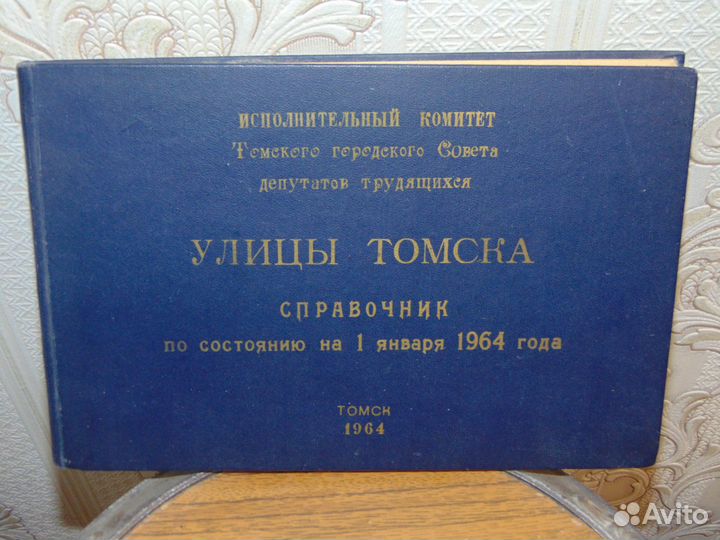 ИСПОЛНИТЕЛЬНЫЙ КОМИТЕТ
Томского городского Совета
депутатов трудящихся
УЛИЦЫ ТОМСКА
СПРАВОЧНИК
по состоянию на 1 января 1964 года
ТОМСК
1964
Avito